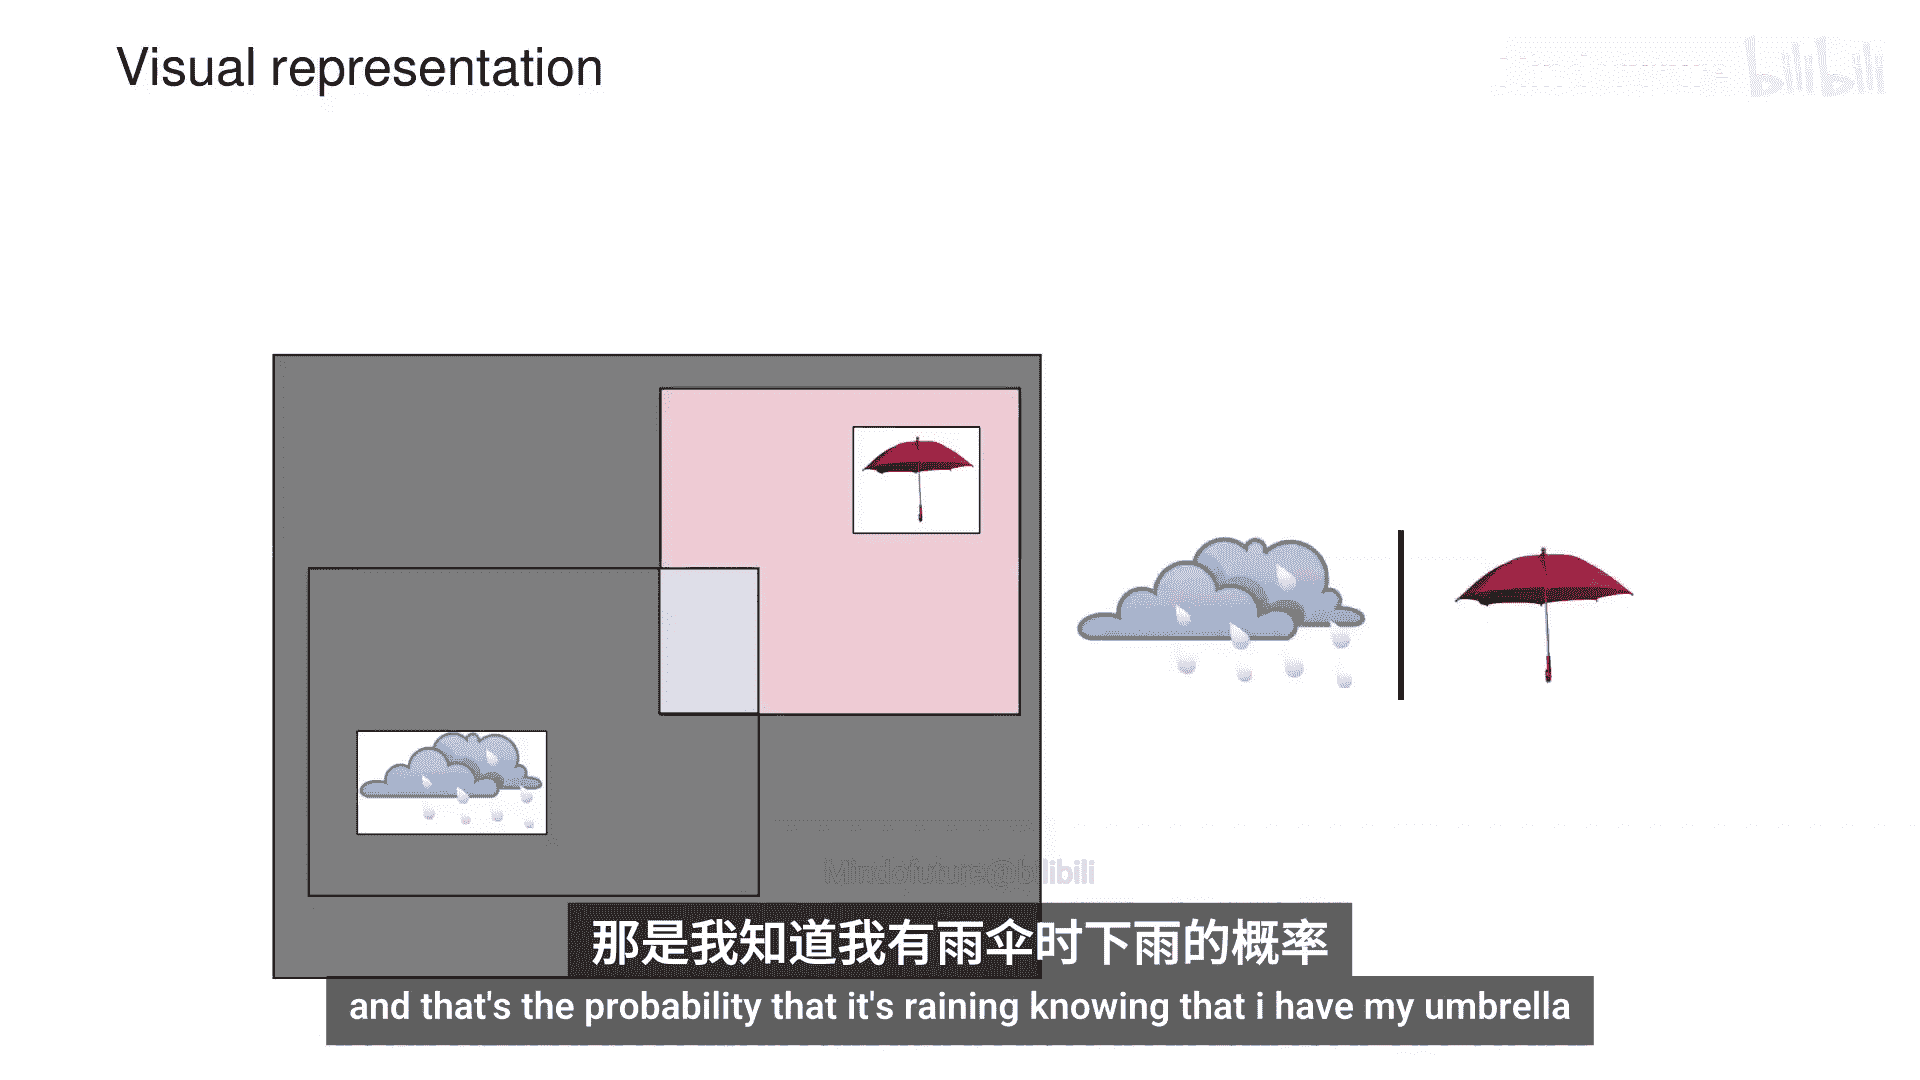 Visual representation
bilibili
Mindofuture@bilibili
那是我知道我有雨伞时下雨的概率
and that's the probability that it's raining knowing that i have my umbrella